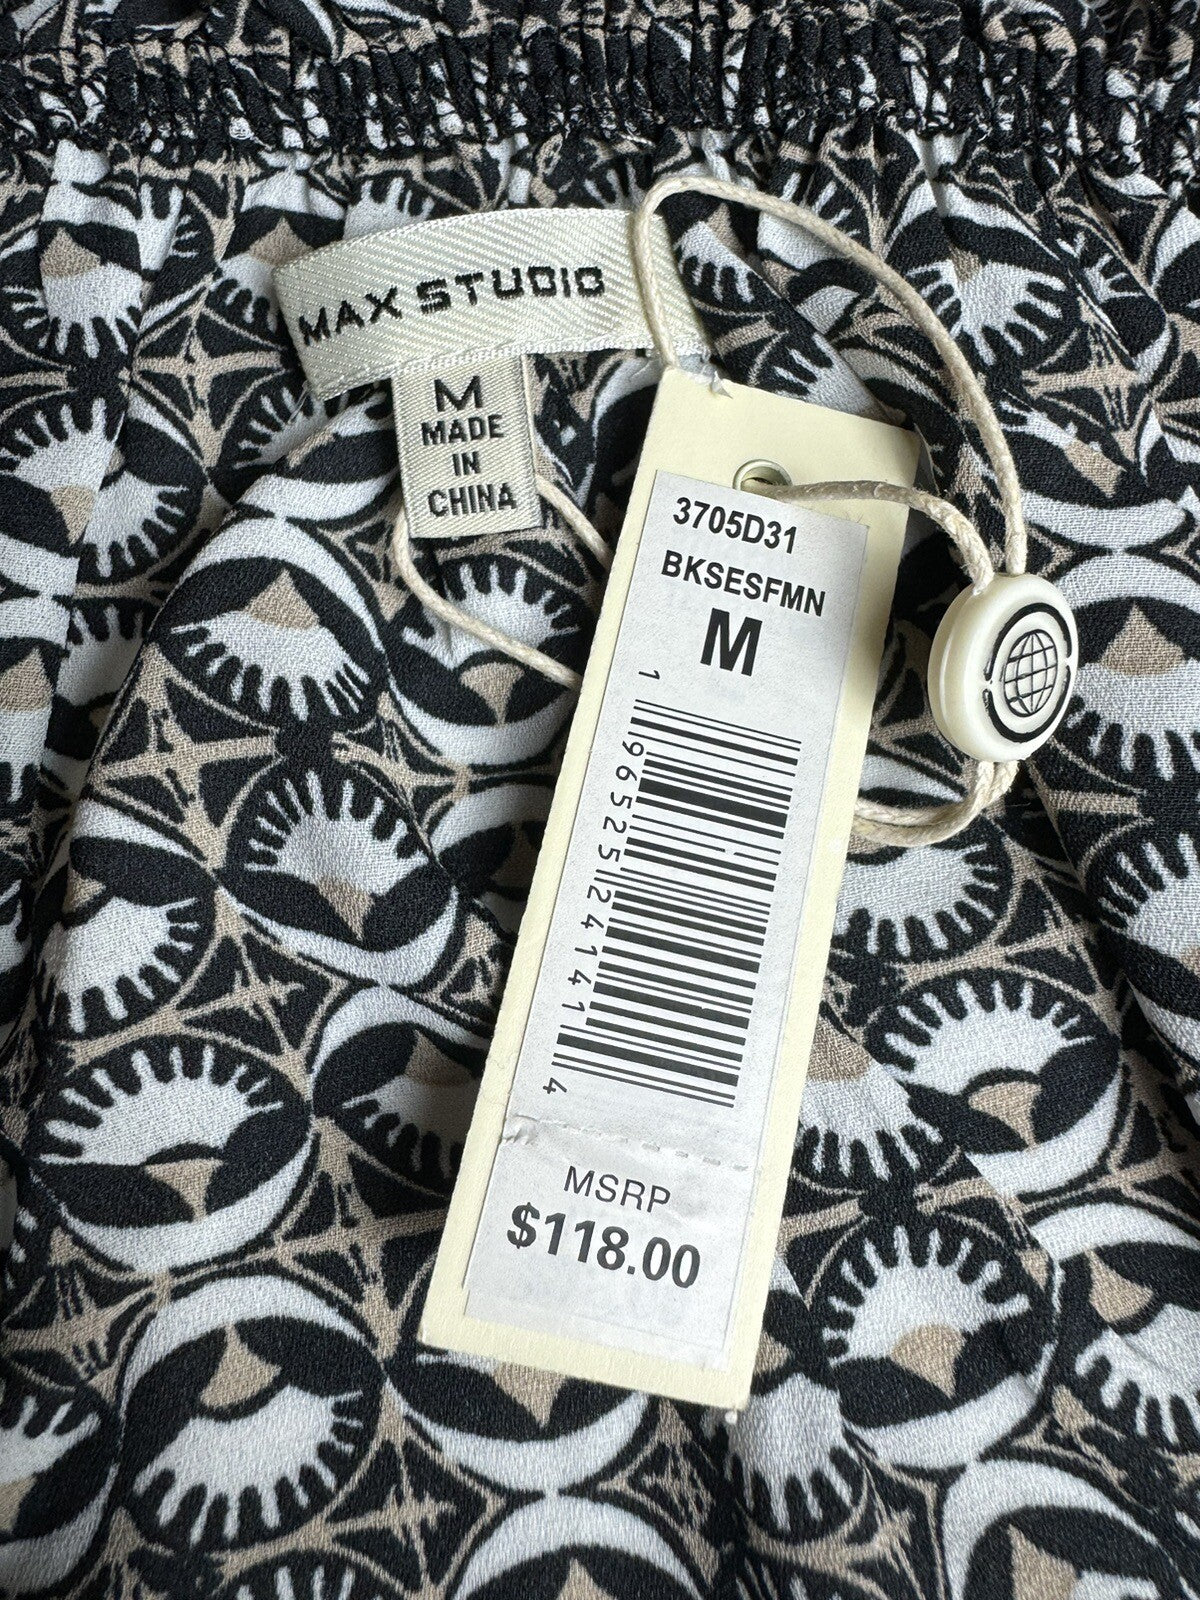 MAX STUDIO
M
MADE
IN
CHINA
3705D31
BKSESFMN
M
1 96525 24141 4
MSRP
$118.00